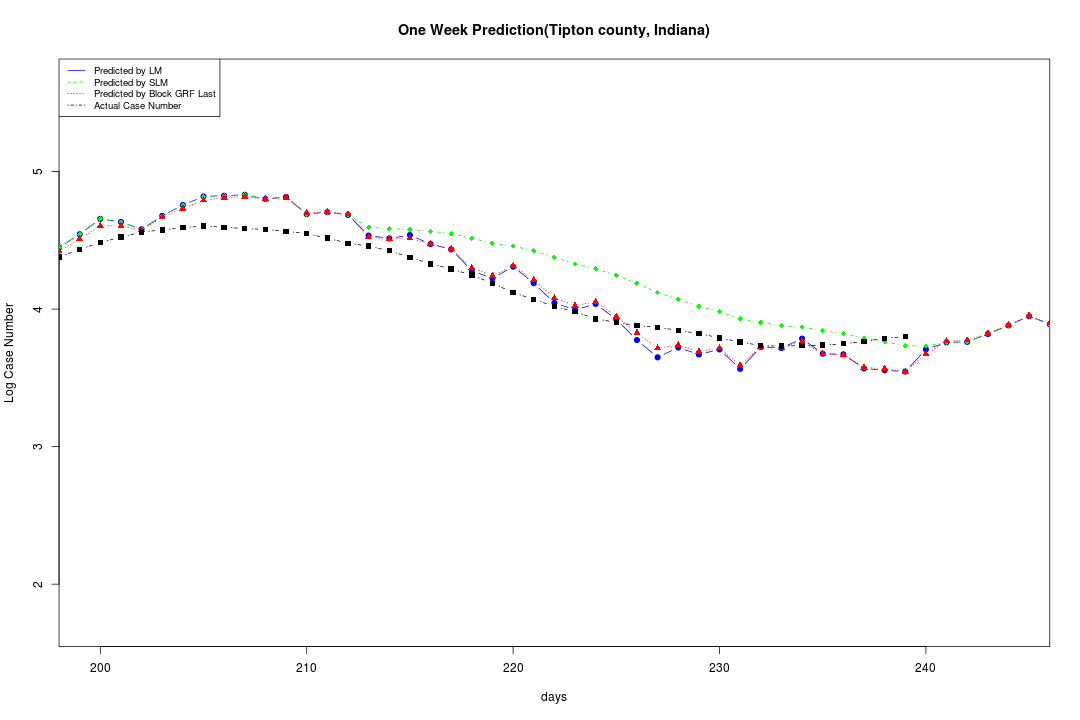 One Week Prediction(Tipton county, Indiana)
Predicted by LM
Predicted by SLM
Predicted by Block GRF Last
Actual Case Number
5
4
3
2
Log Case Number
200 210 220 230 240
days